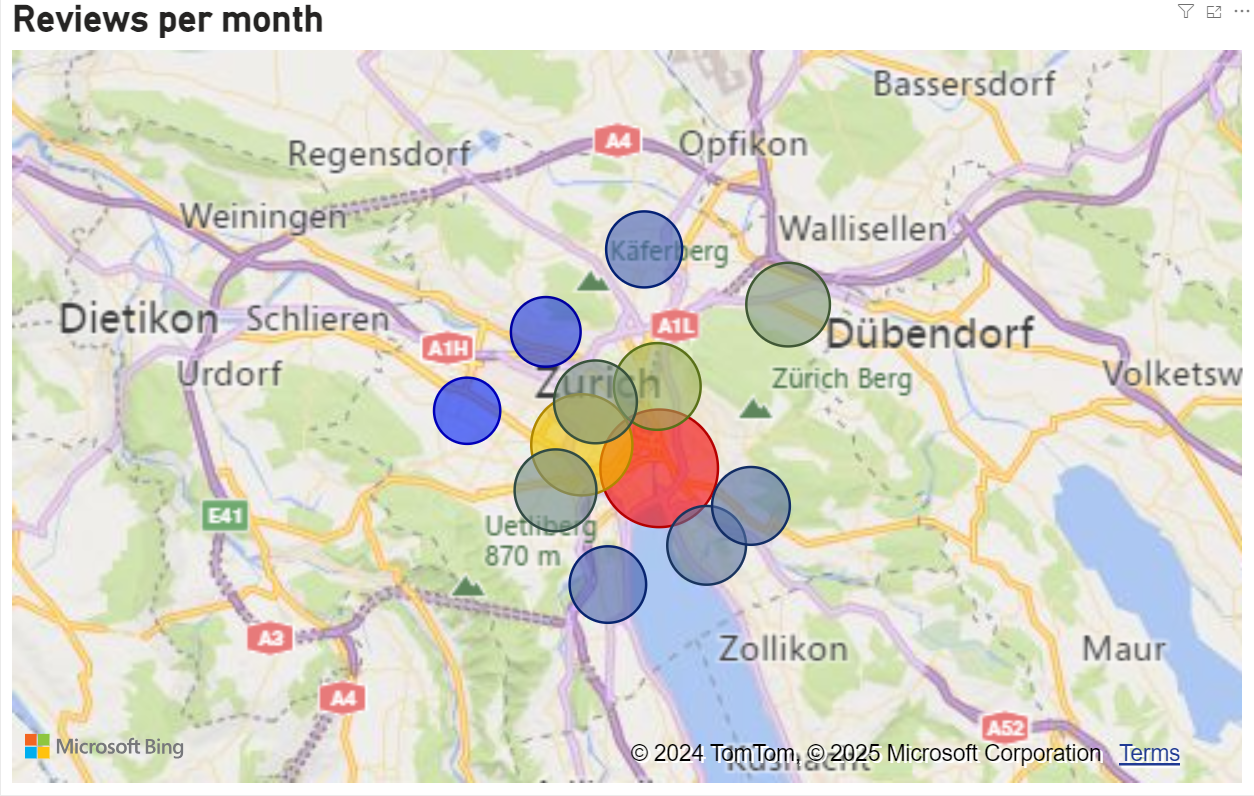 Reviews per month
Bassersdorf
A4
Opfikon
Regensdorf
Weiningen
Wallisellen
Käferberg
Dietikon
Schlieren
A1L
Dübendorf
A1H
Urdorf
Zürich
Zürich Berg
Volketsw
E41
Uetliberg
870 m
A3
Zollikon
Maur
A4
A52
Microsoft Bing
© 2024 TomTom, © 2025 Microsoft Corporation Terms